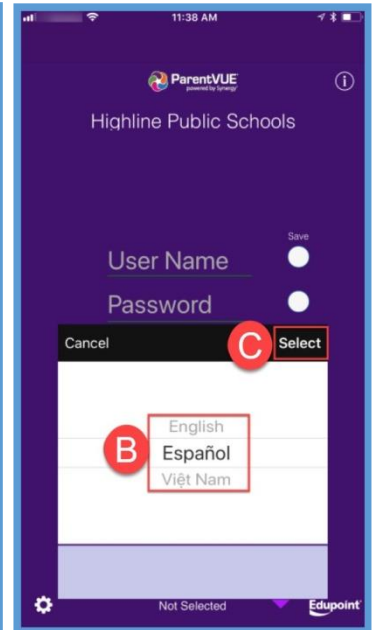 11:38 AM
ParentVUE
powered by Synergy
Highline Public Schools
Save
User Name
Password
Cancel
C
Select
English
B
Español
Việt Nam
Not Selected
Edupoint